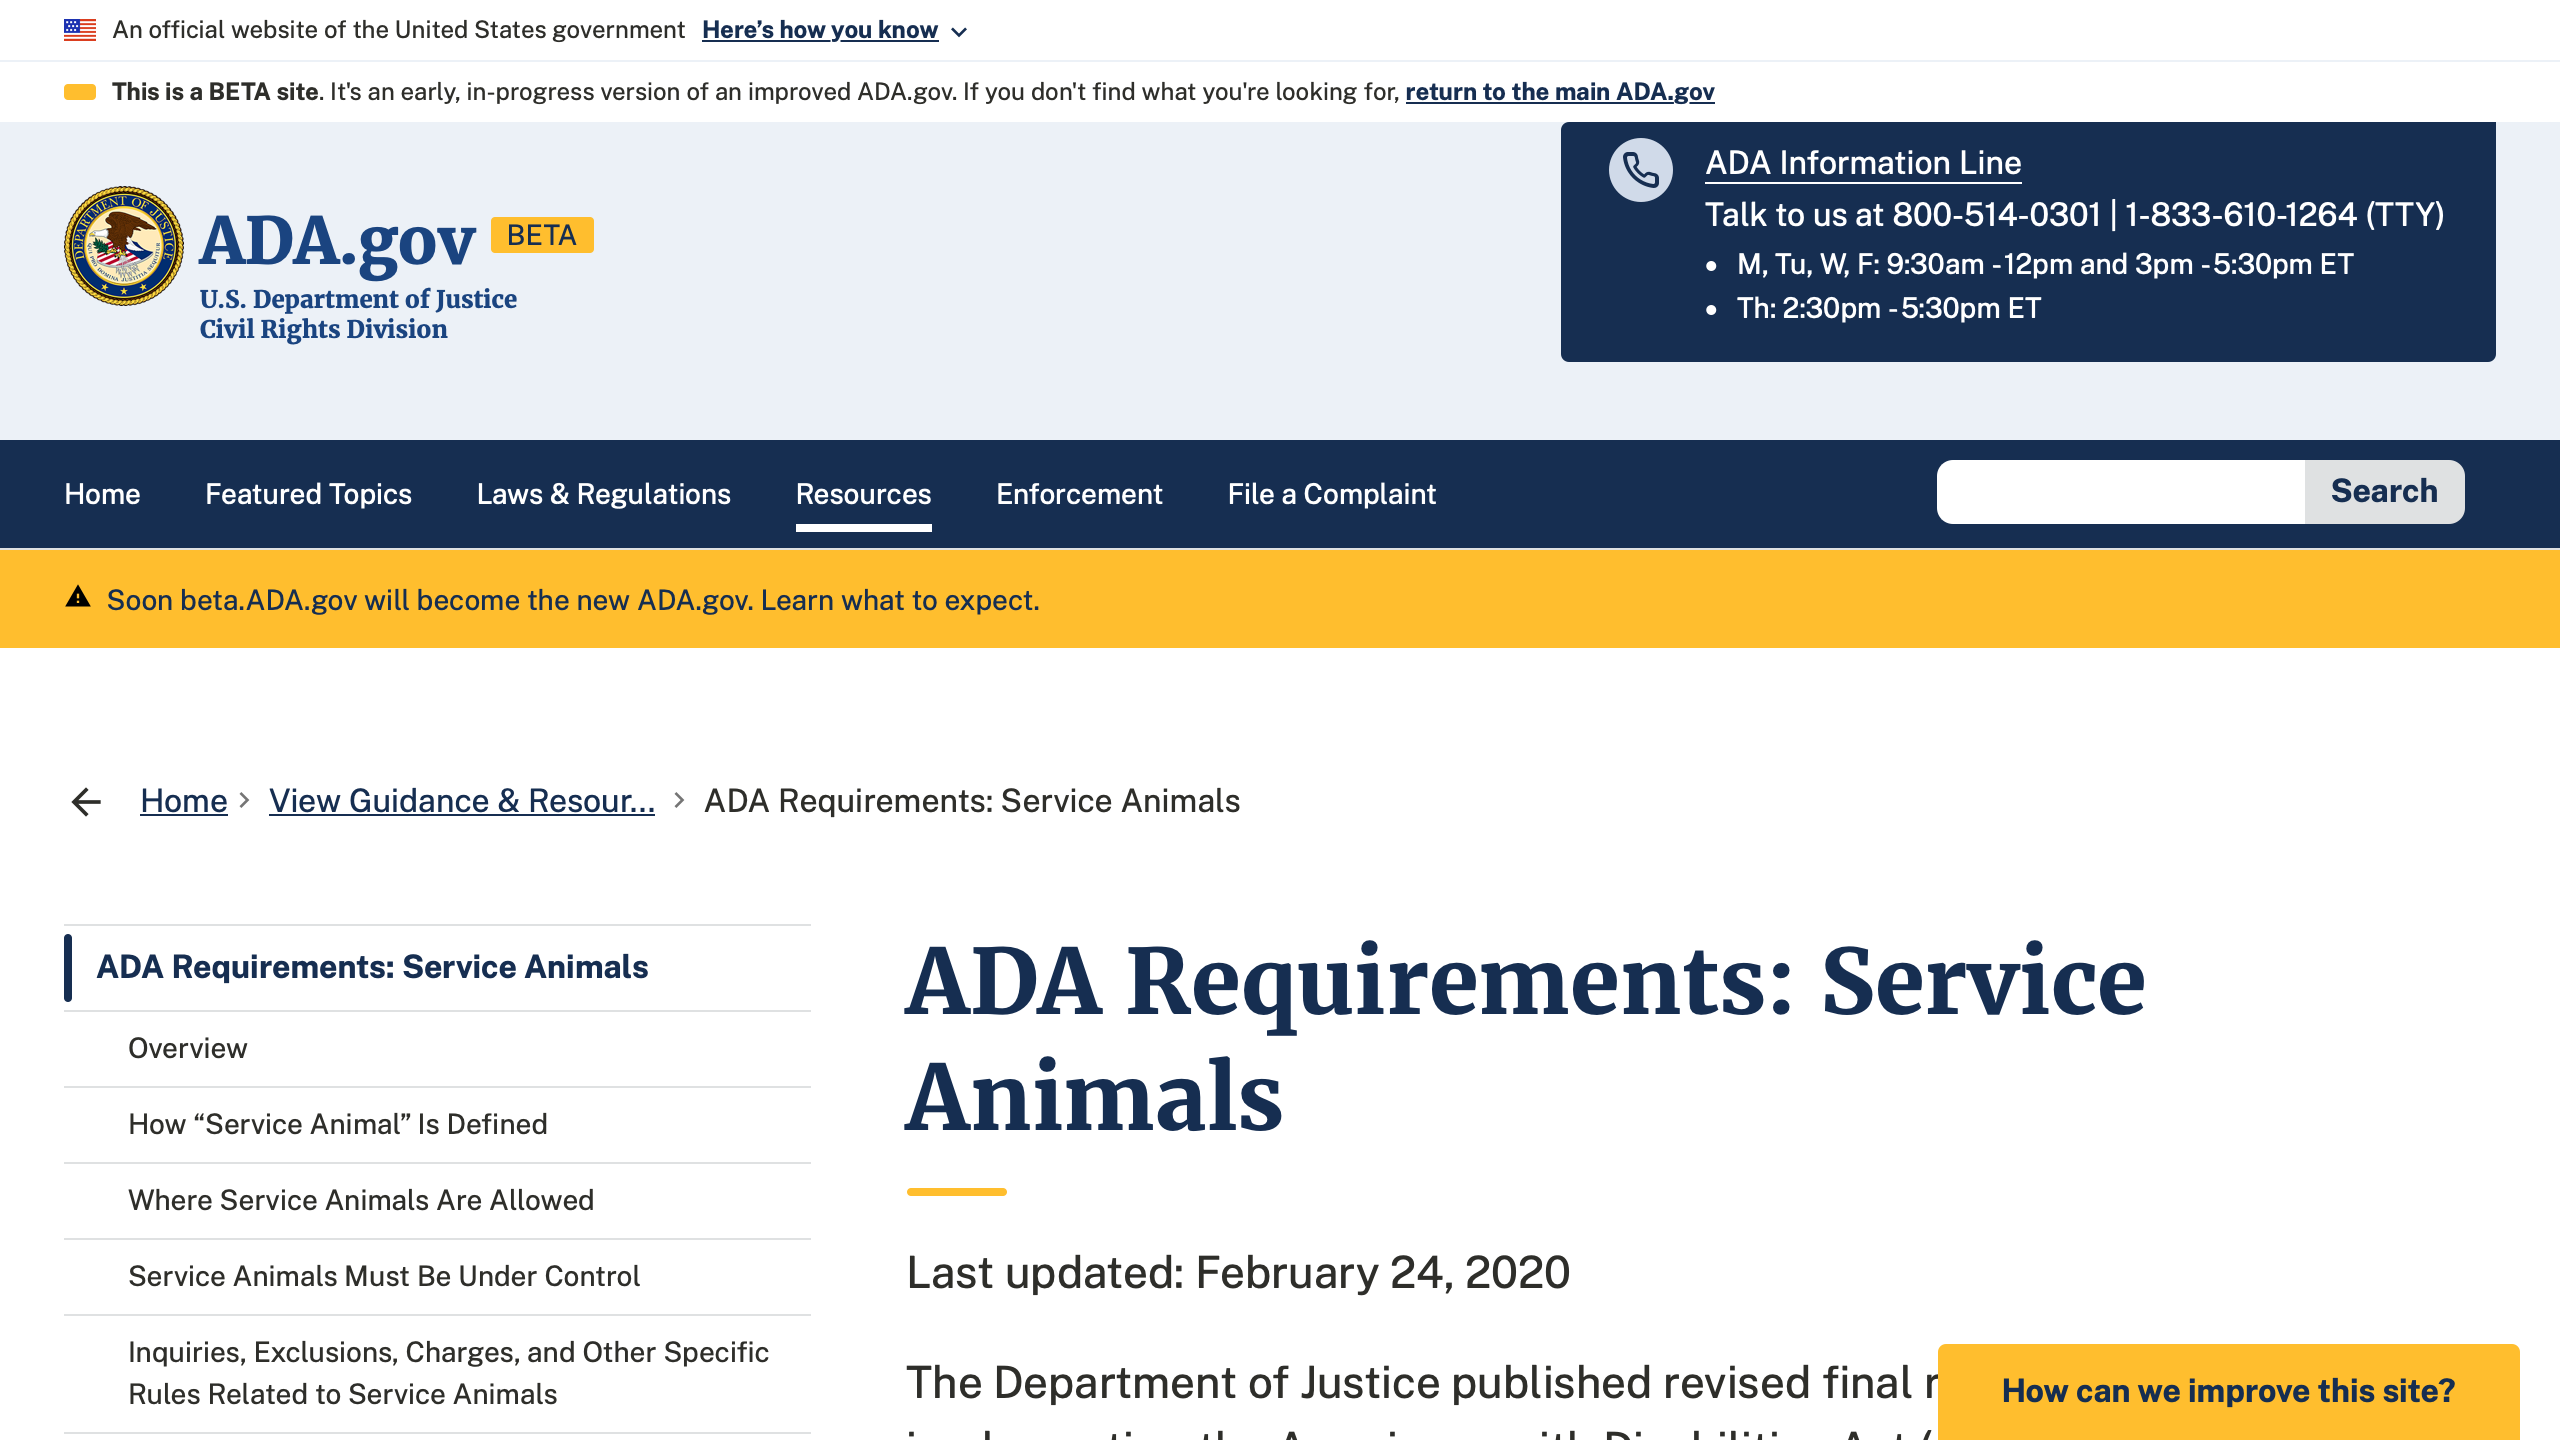 An official website of the United States government Here’s how you know
This is a BETA site. It's an early, in-progress version of an improved ADA.gov. If you don't find what you're looking for, return to the main ADA.gov
ADA Information Line
Talk to us at 800-514-0301 | 1-833-610-1264 (TTY)
M, Tu, W, F: 9:30am - 12pm and 3pm - 5:30pm ET
Th: 2:30pm - 5:30pm ET
ADA.gov BETA
U.S. Department of Justice
Civil Rights Division
Home Featured Topics Laws & Regulations Resources Enforcement File a Complaint Search
Soon beta.ADA.gov will become the new ADA.gov. Learn what to expect.
Home View Guidance & Resour... ADA Requirements: Service Animals
ADA Requirements: Service Animals
Overview
How “Service Animal” Is Defined
Where Service Animals Are Allowed
Service Animals Must Be Under Control
Inquiries, Exclusions, Charges, and Other Specific
Rules Related to Service Animals
ADA Requirements: Service
Animals
Last updated: February 24, 2020
The Department of Justice published revised final
How can we improve this site?